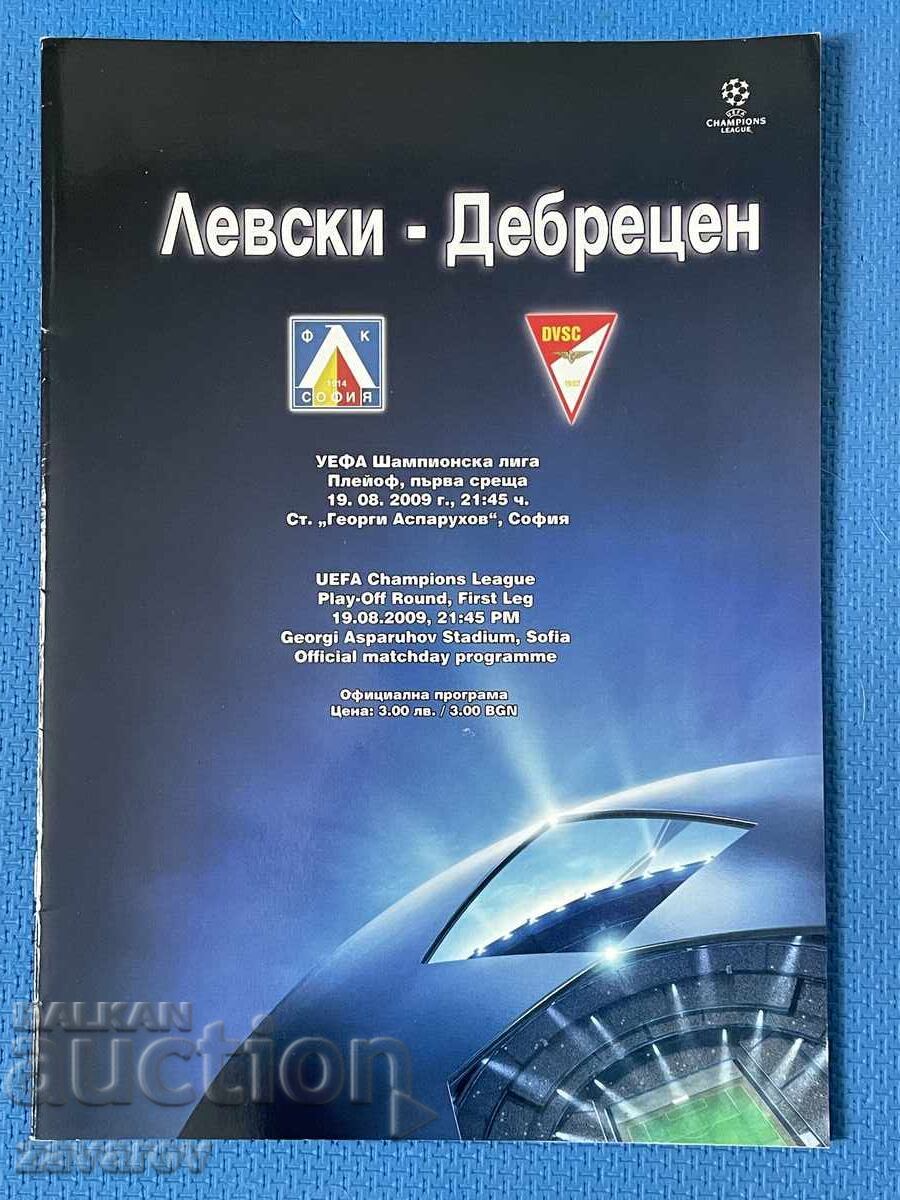 UEFA
CHAMPIONS
LEAGUE
Левски - Дебрецен
Ф К
1914
СОФИЯ
DVSC
1902
УЕФА Шампионска лига
Плейоф, първа среща
19. 08. 2009 г., 21:45 ч.
Ст. „Георги Аспарухов“, София
UEFA Champions League
Play-Off Round, First Leg
19.08.2009, 21:45 PM
Georgi Asparuhov Stadium, Sofia
Official matchday programme
Официална програма
Цена: 3.00 лв. / 3.00 BGN
BALKAN
auction
zavarov